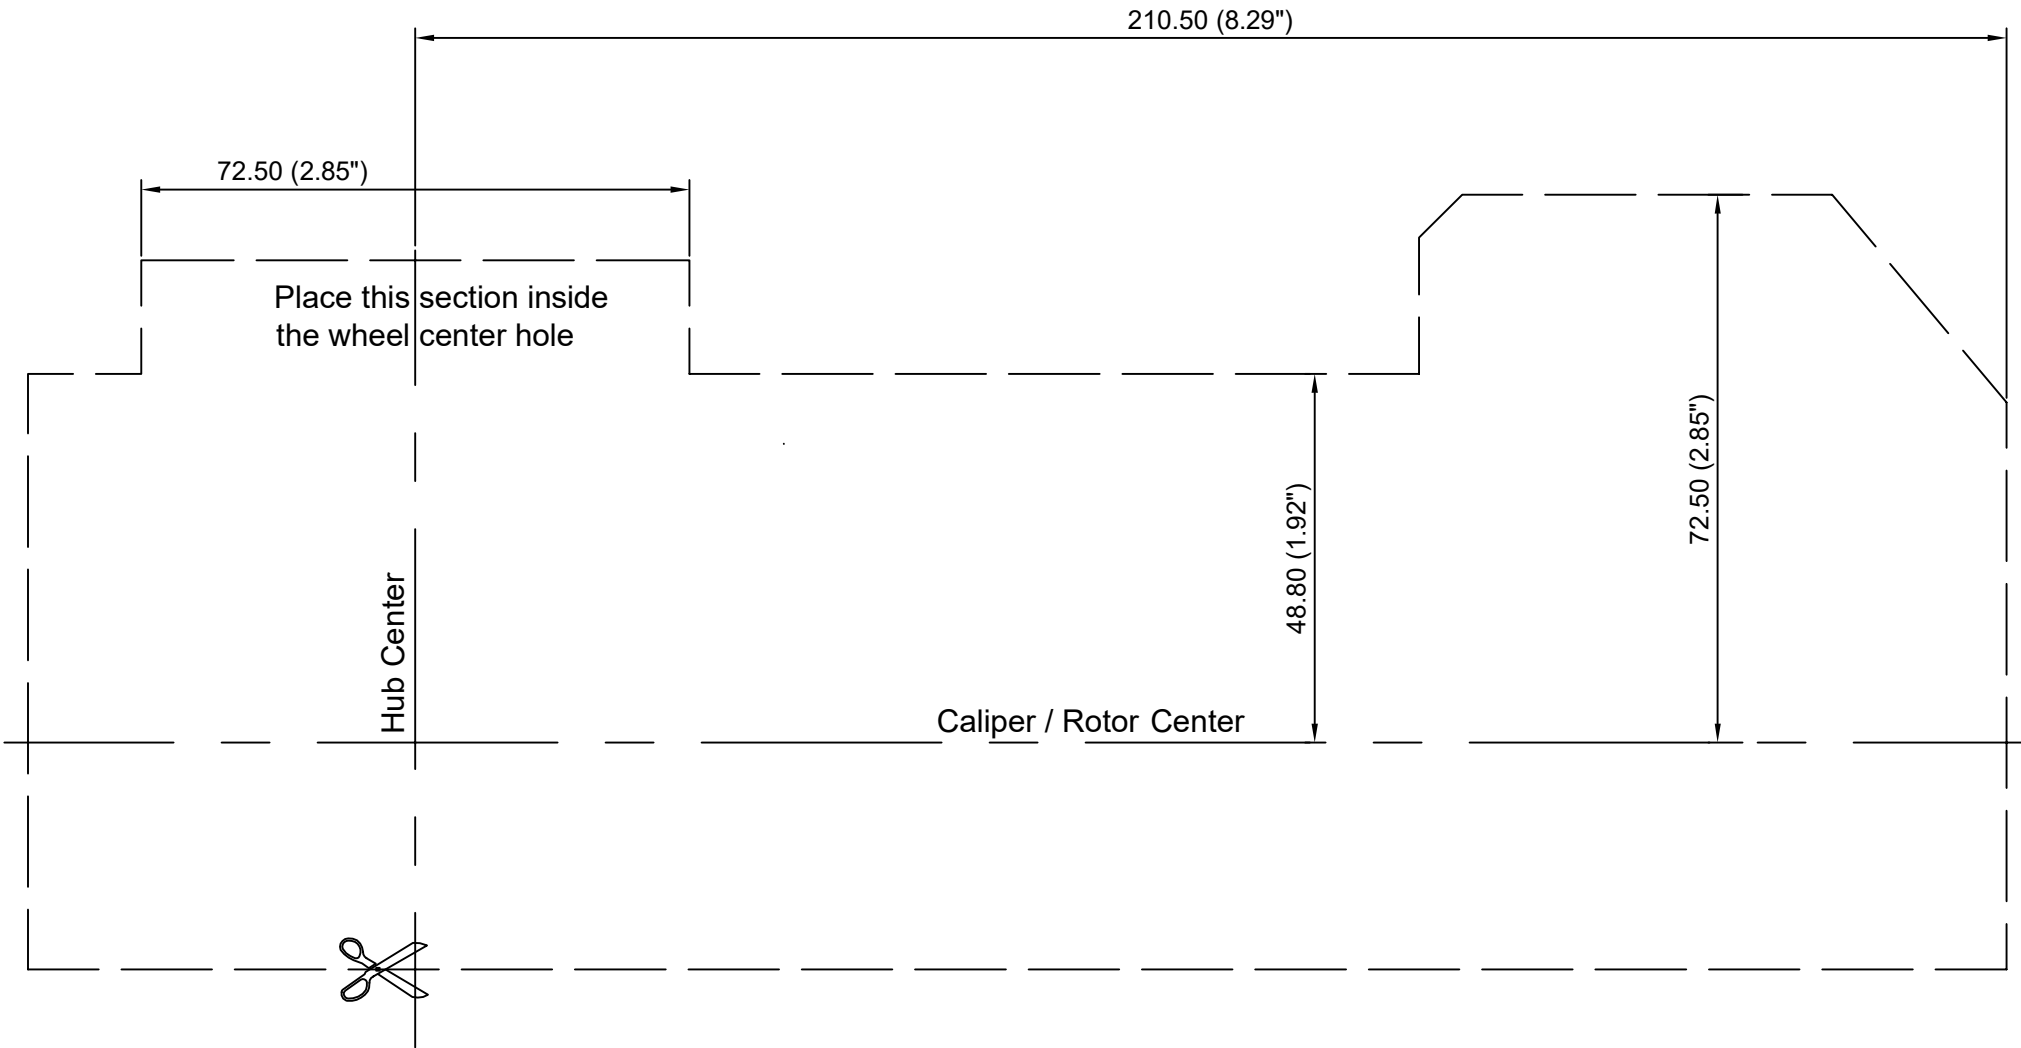 210.50 (8.29")
72.50 (2.85")
Place this section inside
the wheel center hole
72.50 (2.85")
48.80 (1.92")
Hub Center
Caliper / Rotor Center